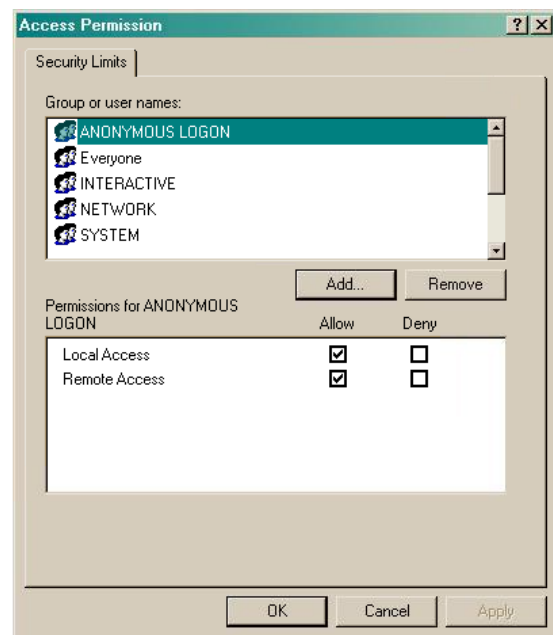 Access Permission
Security Limits
Group or user names:
ANONYMOUS LOGON
Everyone
INTERACTIVE
NETWORK
SYSTEM
Add... Remove
Permissions for ANONYMOUS
LOGON Allow Deny
Local Access
Remote Access
OK Cancel Apply